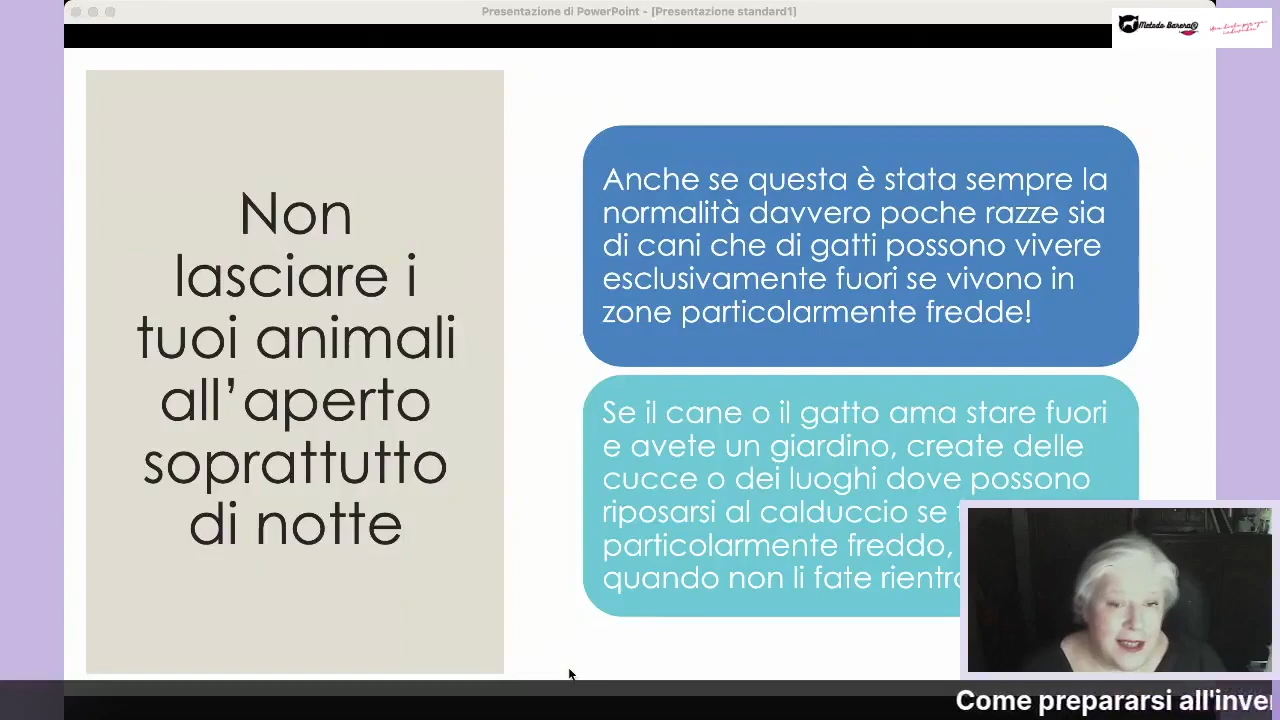 Presentazione di PowerPoint - [Presentazione standard1]
Metodo Barera®
Non
lasciare i
tuoi animali
all’aperto
soprattutto
di notte
Anche se questa è stata sempre la
normalità davvero poche razze sia
di cani che di gatti possono vivere
esclusivamente fuori se vivono in
zone particolarmente fredde!
Se il cane o il gatto ama stare fuori
e avete un giardino, create delle
cucce o dei luoghi dove possono
riposarsi al calduccio se
particolarmente freddo,
quando non li fate
Come prepararsi